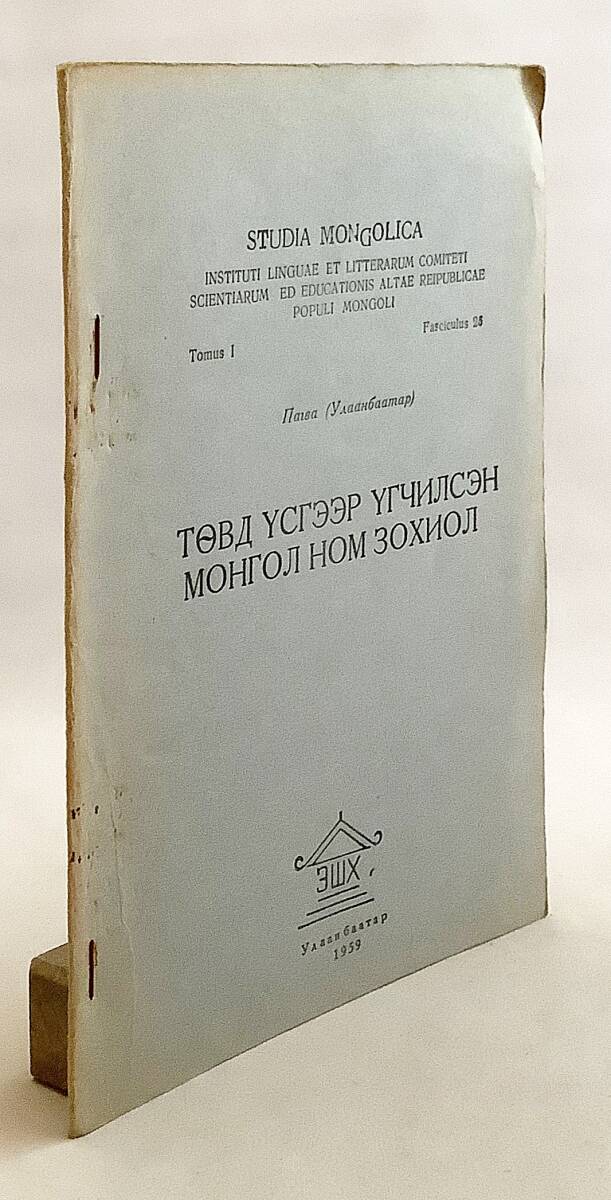 STUDIA MONGOLICA
INSTITUTI LINGUAE ET LITTERARUM COMITETI
SCIENTIARUM ED EDUCATIONIS ALTAE REIPUBLICAE
POPULI MONGOLI
Tomus I
Fasciculus 25
Пагва (Улаанбаатар)
ТӨВД ҮСГЭЭР ҮГЧИЛСЭН
МОНГОЛ НОМ ЗОХИОЛ
ЭШХ
Улаанбаатар
1959